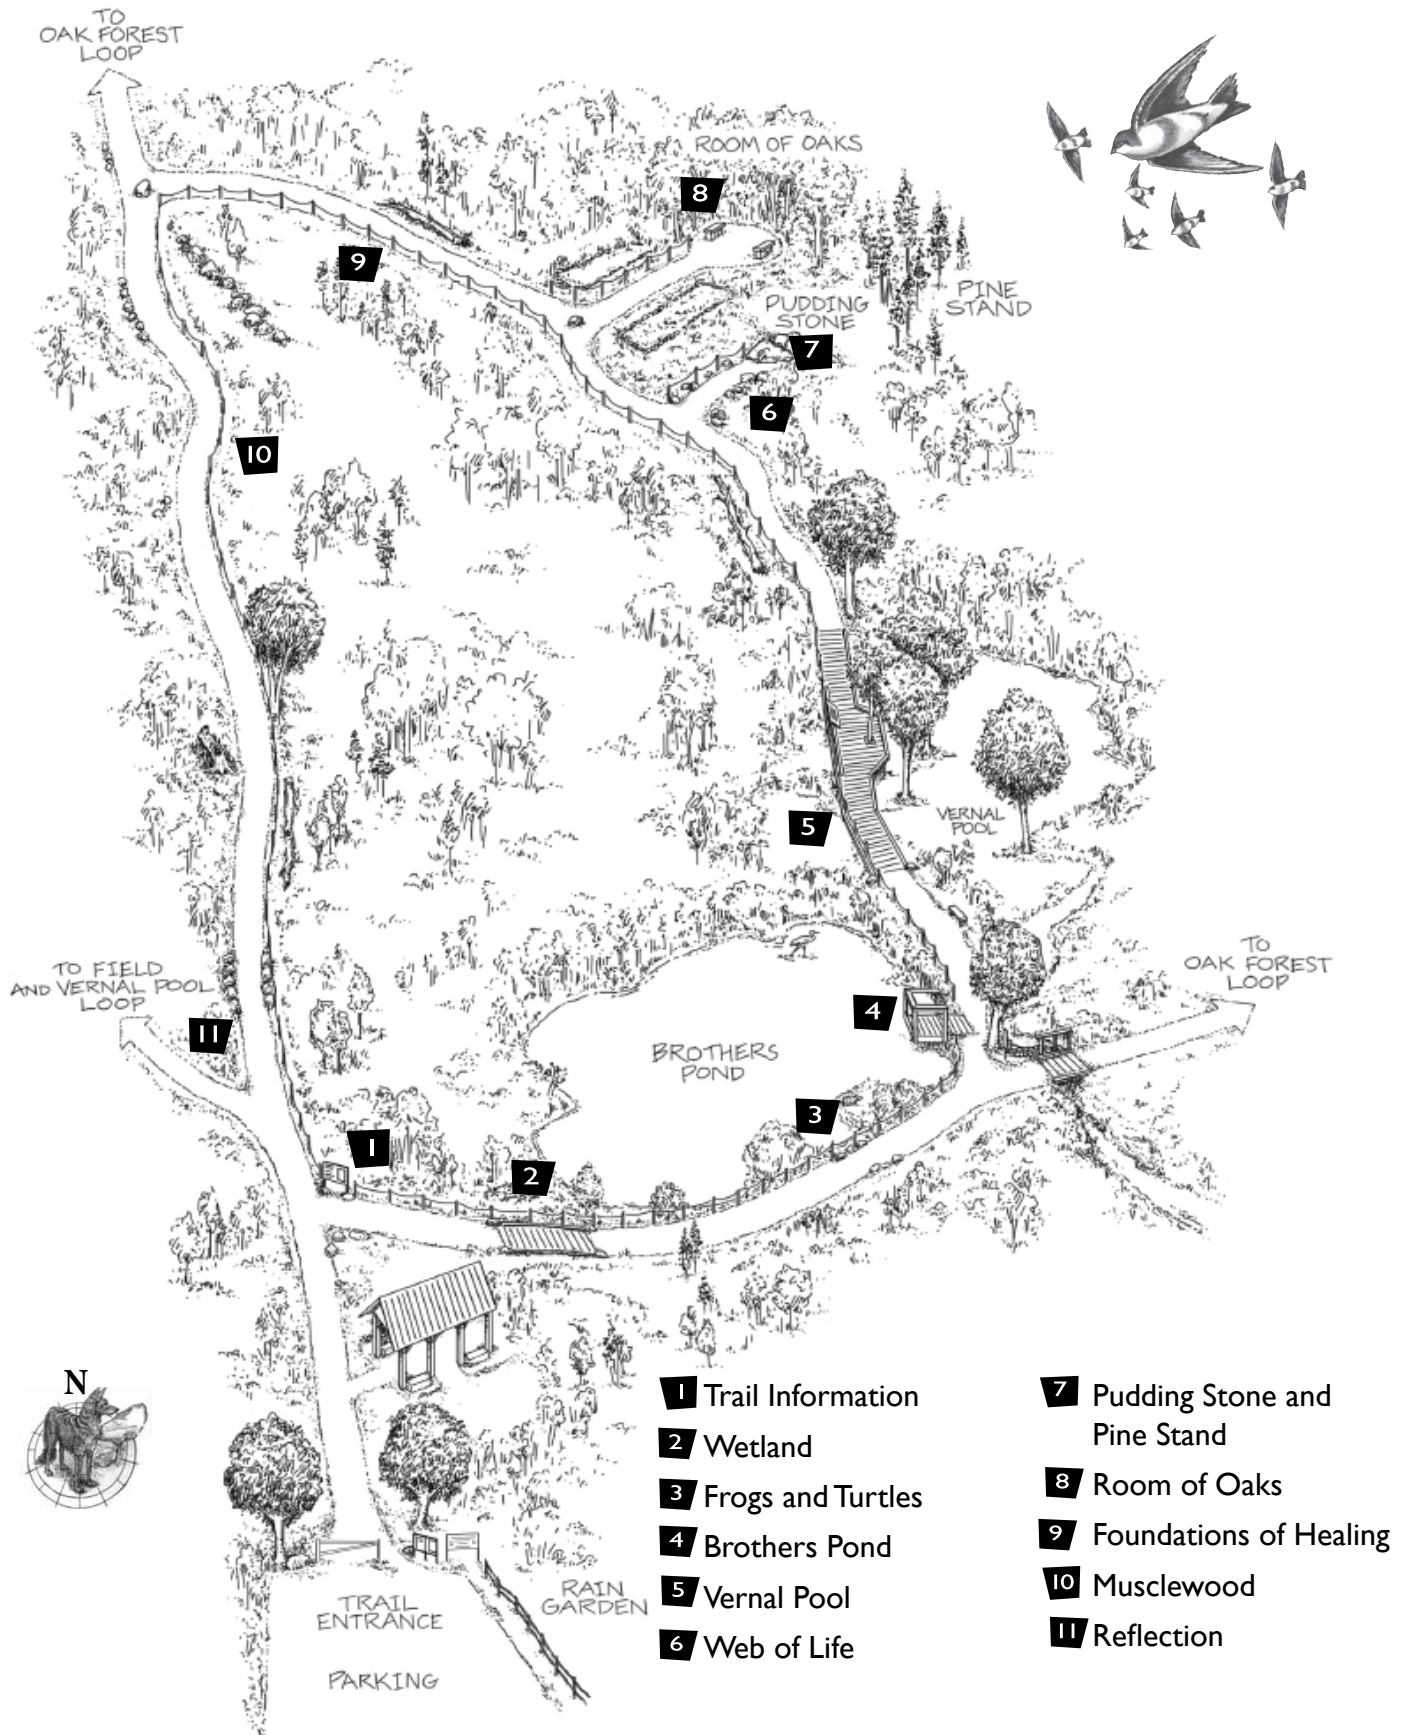 TO
OAK FOREST
LOOP
ROOM OF OAKS
8
9
PINE
STAND
PUDDING
STONE
7
6
10
5
VERNAL
POOL
TO
OAK FOREST
LOOP
TO FIELD
AND VERNAL POOL
LOOP
11
4
BROTHERS
POND
3
1
2
N
1 Trail Information
2 Wetland
3 Frogs and Turtles
4 Brothers Pond
5 Vernal Pool
6 Web of Life
7 Pudding Stone and
Pine Stand
8 Room of Oaks
9 Foundations of Healing
10 Musclewood
11 Reflection
TRAIL
ENTRANCE
RAIN
GARDEN
PARKING